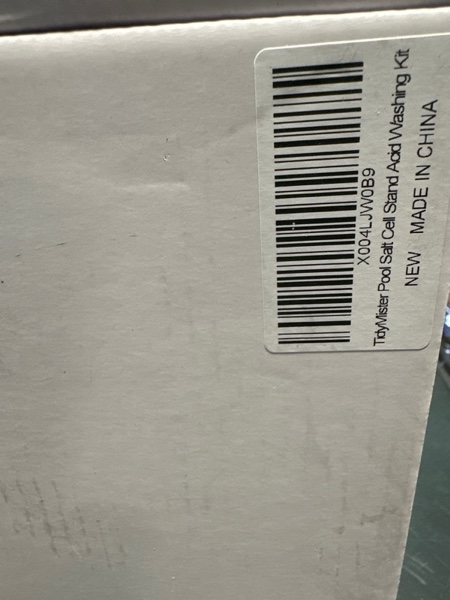 X004LJW0B9
TidyMister Pool Salt Cell Stand Acid Washing Kit
NEW MADE IN CHINA